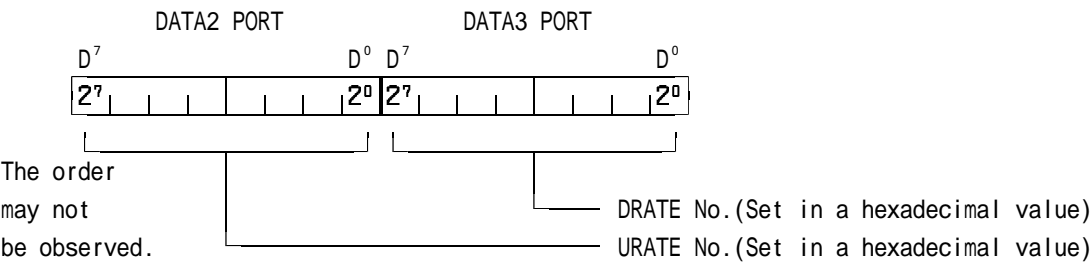 DATA2 PORT DATA3 PORT
D⁷ D⁰ D⁷ D⁰
2⁷ 2⁰ 2⁷ 2⁰
The order
may not
be observed.
DRATE No.(Set in a hexadecimal value)
URATE No.(Set in a hexadecimal value)